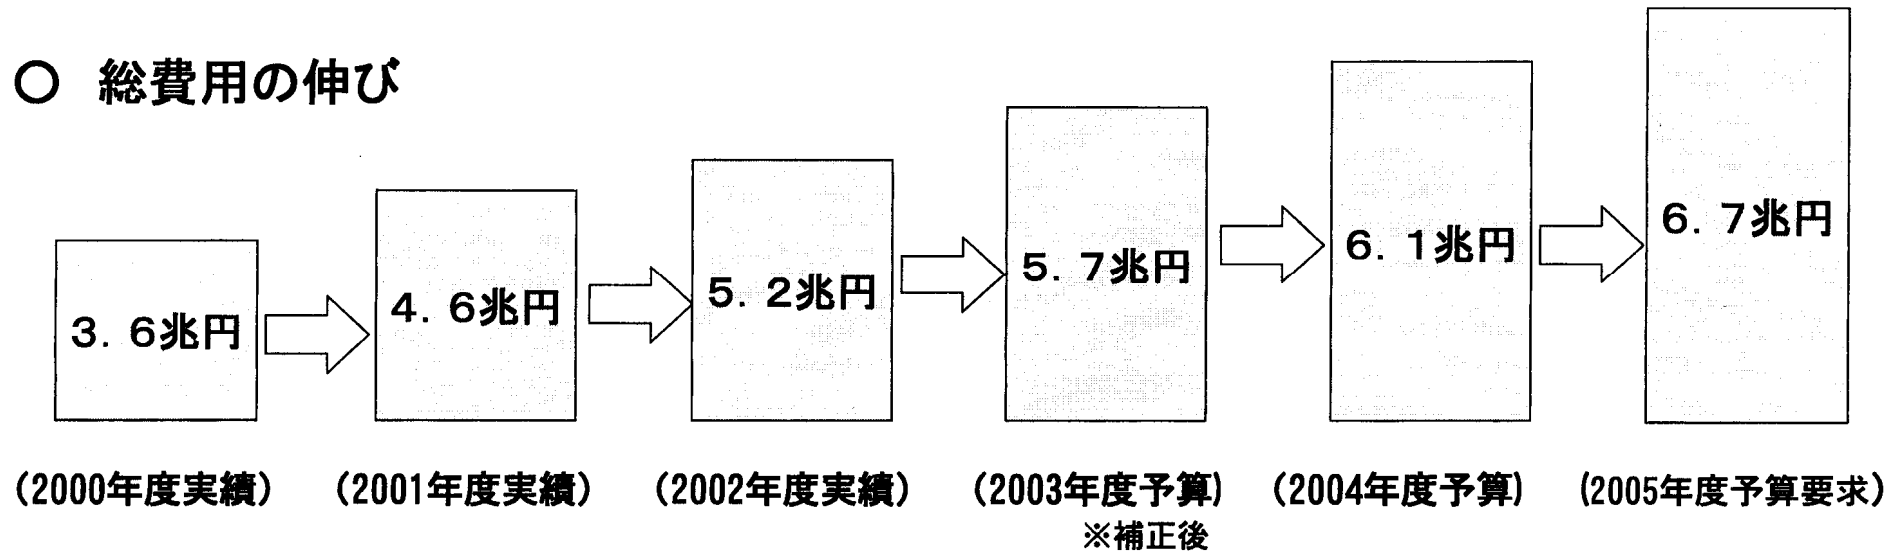 ○ 総費用の伸び
3.6兆円
4.6兆円
5.2兆円
5.7兆円
6.1兆円
6.7兆円
(2000年度実績)
(2001年度実績)
(2002年度実績)
(2003年度予算)
※補正後
(2004年度予算)
(2005年度予算要求)